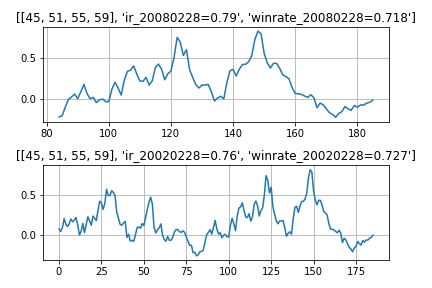 [[45, 51, 55, 59], 'ir_20080228=0.79', 'winrate_20080228=0.718']
0.5
0.0
80 100 120 140 160 180
[[45, 51, 55, 59], 'ir_20020228=0.76', 'winrate_20020228=0.727']
0.5
0.0
0 25 50 75 100 125 150 175